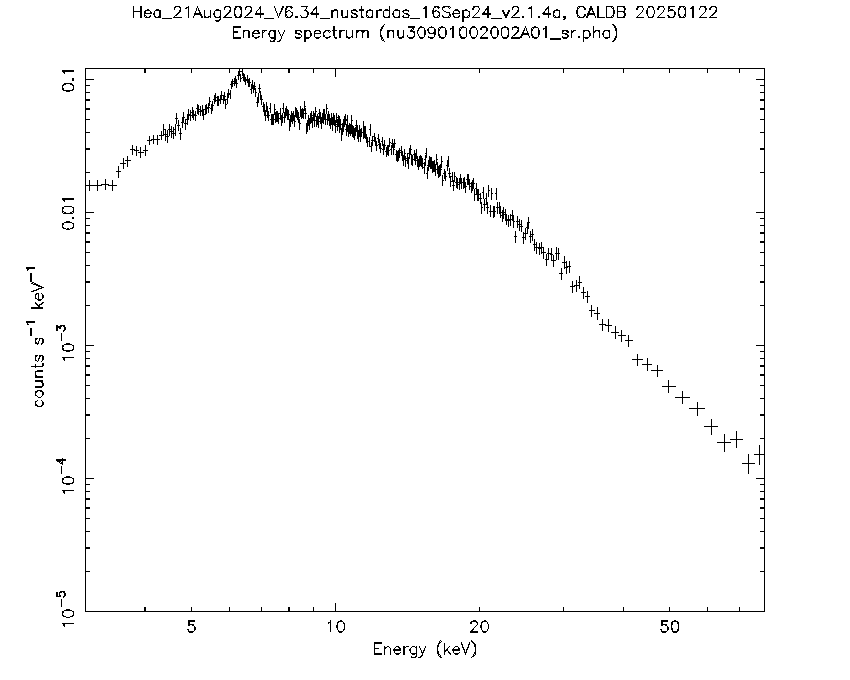 Hea_21Aug2024_V6.34_nustardas_16Sep24_v2.1.4a, CALDB 20250122
Energy spectrum (nu30901002002A01_sr.pha)
0.1
0.01
10⁻³
10⁻⁴
10⁻⁵
counts s⁻¹ keV⁻¹
5 10 20 50
Energy (keV)